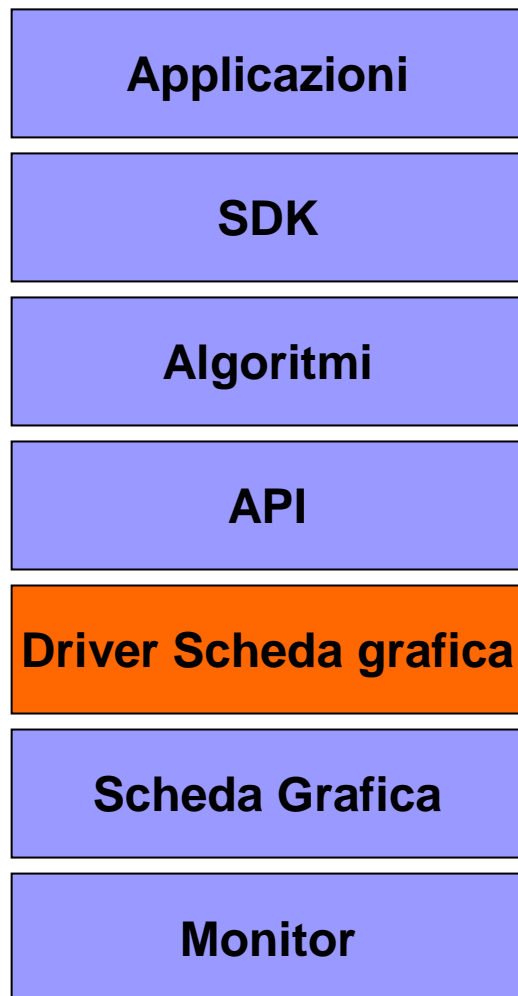 Applicazioni
SDK
Algoritmi
API
Driver Scheda grafica
Scheda Grafica
Monitor